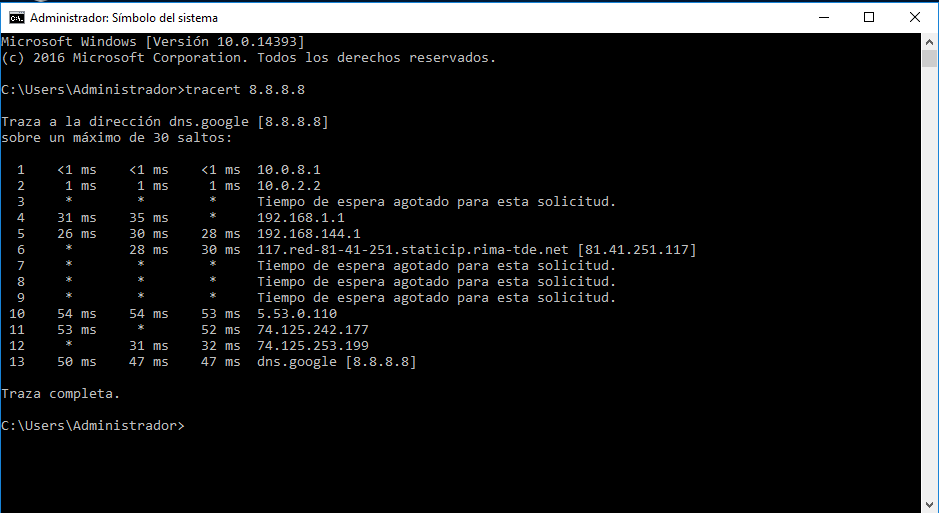 Administrador: Símbolo del sistema
Microsoft Windows [Versión 10.0.14393]
(c) 2016 Microsoft Corporation. Todos los derechos reservados.
C:\Users\Administrador>tracert 8.8.8.8
Traza a la dirección dns.google [8.8.8.8]
sobre un máximo de 30 saltos:
  1    <1 ms    <1 ms    <1 ms  10.0.8.1
  2     1 ms     1 ms     1 ms  10.0.2.2
  3     *        *        *     Tiempo de espera agotado para esta solicitud.
  4    31 ms    35 ms     *     192.168.1.1
  5    26 ms    30 ms    28 ms  192.168.144.1
  6     *       28 ms    30 ms  117.red-81-41-251.staticip.rima-tde.net [81.41.251.117]
  7     *        *        *     Tiempo de espera agotado para esta solicitud.
  8     *        *        *     Tiempo de espera agotado para esta solicitud.
  9     *        *        *     Tiempo de espera agotado para esta solicitud.
 10    54 ms    54 ms    53 ms  5.53.0.110
 11    53 ms     *       52 ms  74.125.242.177
 12     *       31 ms    32 ms  74.125.253.199
 13    50 ms    47 ms    47 ms  dns.google [8.8.8.8]
Traza completa.
C:\Users\Administrador>